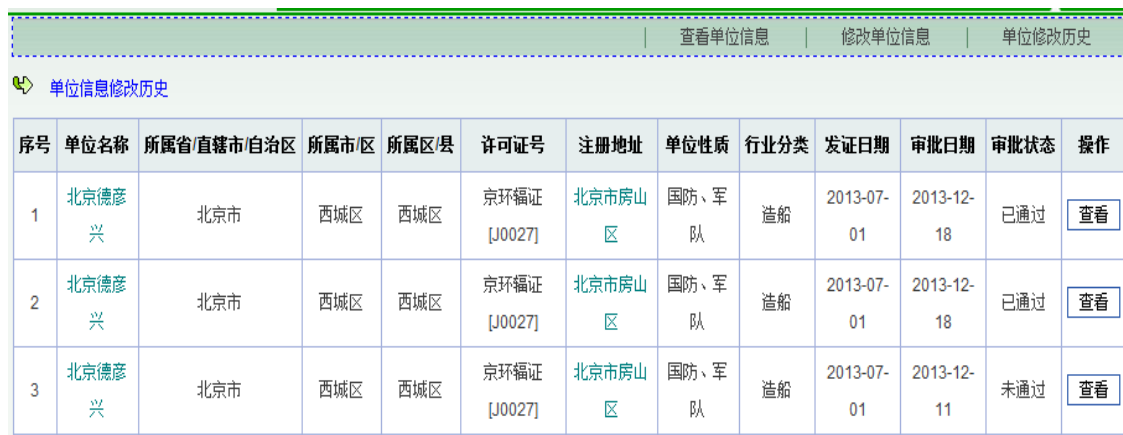 查看单位信息 | 修改单位信息 | 单位修改历史
单位信息修改历史
序号 单位名称 所属省/直辖市/自治区 所属市/区 所属区/县 许可证号 注册地址 单位性质 行业分类 发证日期 审批日期 审批状态 操作
1 北京德彦兴 北京市 西城区 西城区 京环辐证[J0027] 北京市房山区 国防、军队 造船 2013-07-01 2013-12-18 已通过 查看
2 北京德彦兴 北京市 西城区 西城区 京环辐证[J0027] 北京市房山区 国防、军队 造船 2013-07-01 2013-12-18 已通过 查看
3 北京德彦兴 北京市 西城区 西城区 京环辐证[J0027] 北京市房山区 国防、军队 造船 2013-07-01 2013-12-11 未通过 查看